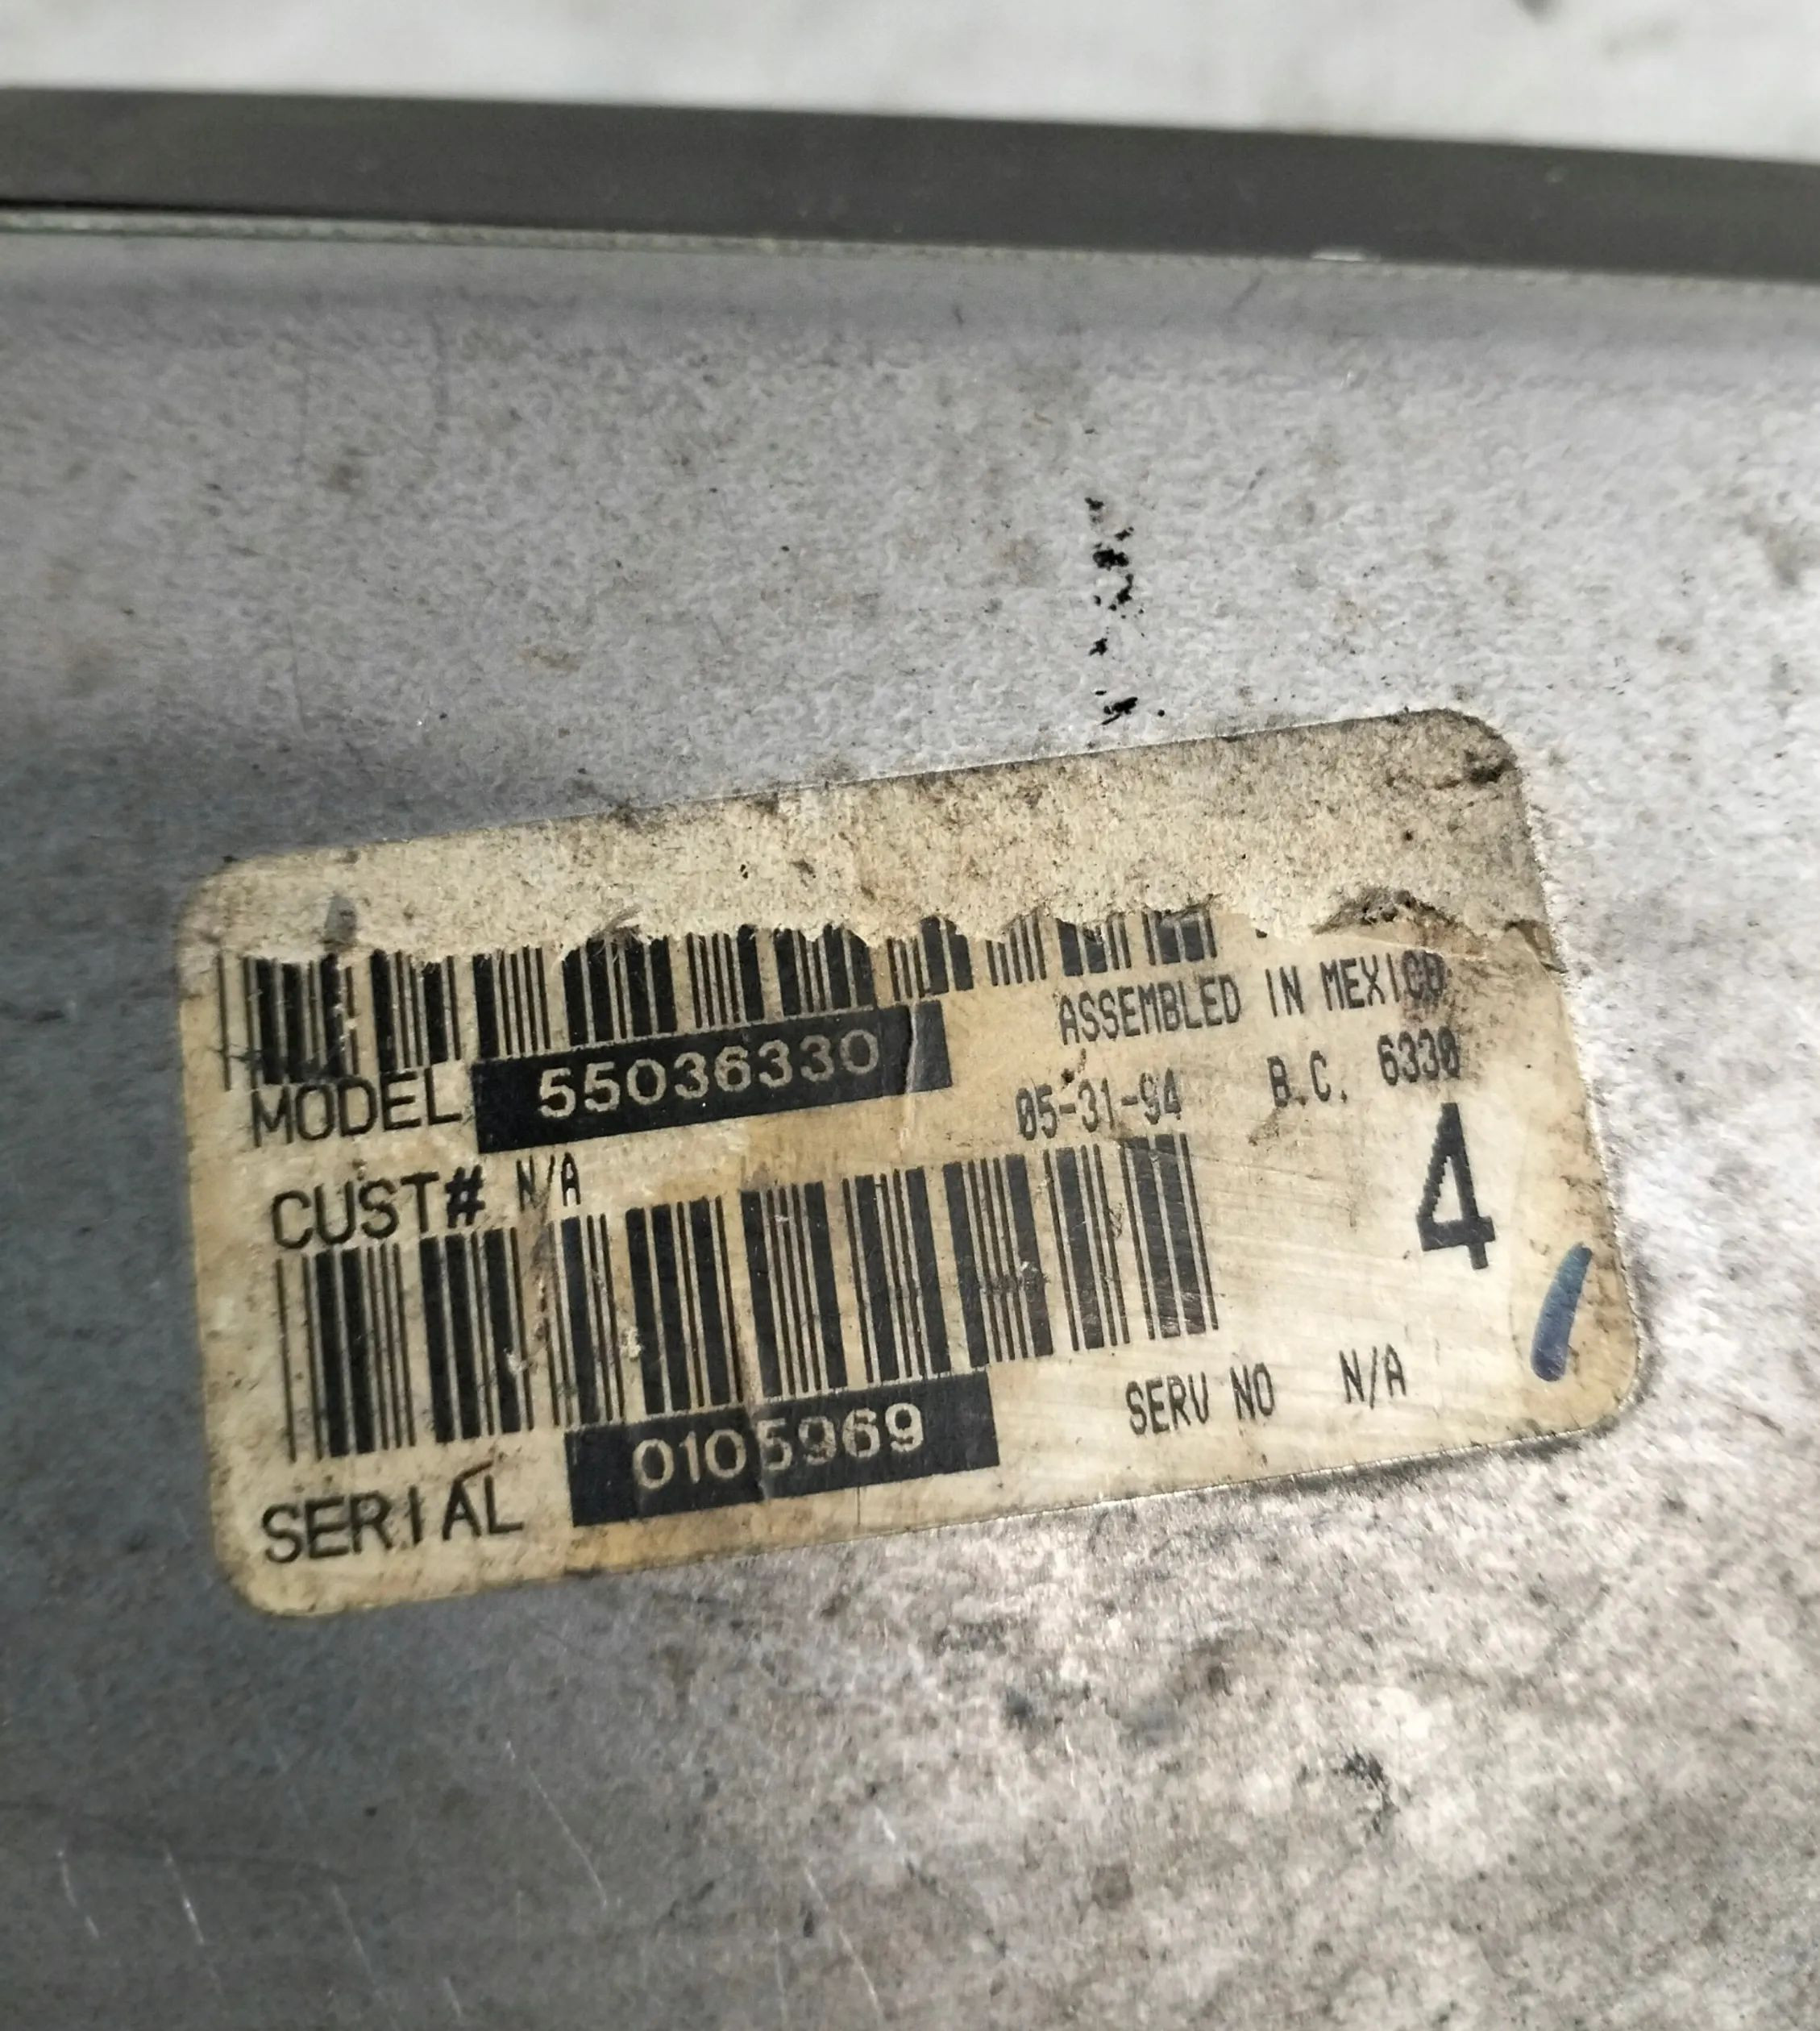 ASSEMBLED IN MEXICO
MODEL 55036330
05-31-94 B.C. 6330
CUST# N/A
4
SERV NO N/A
SERIAL 0105969